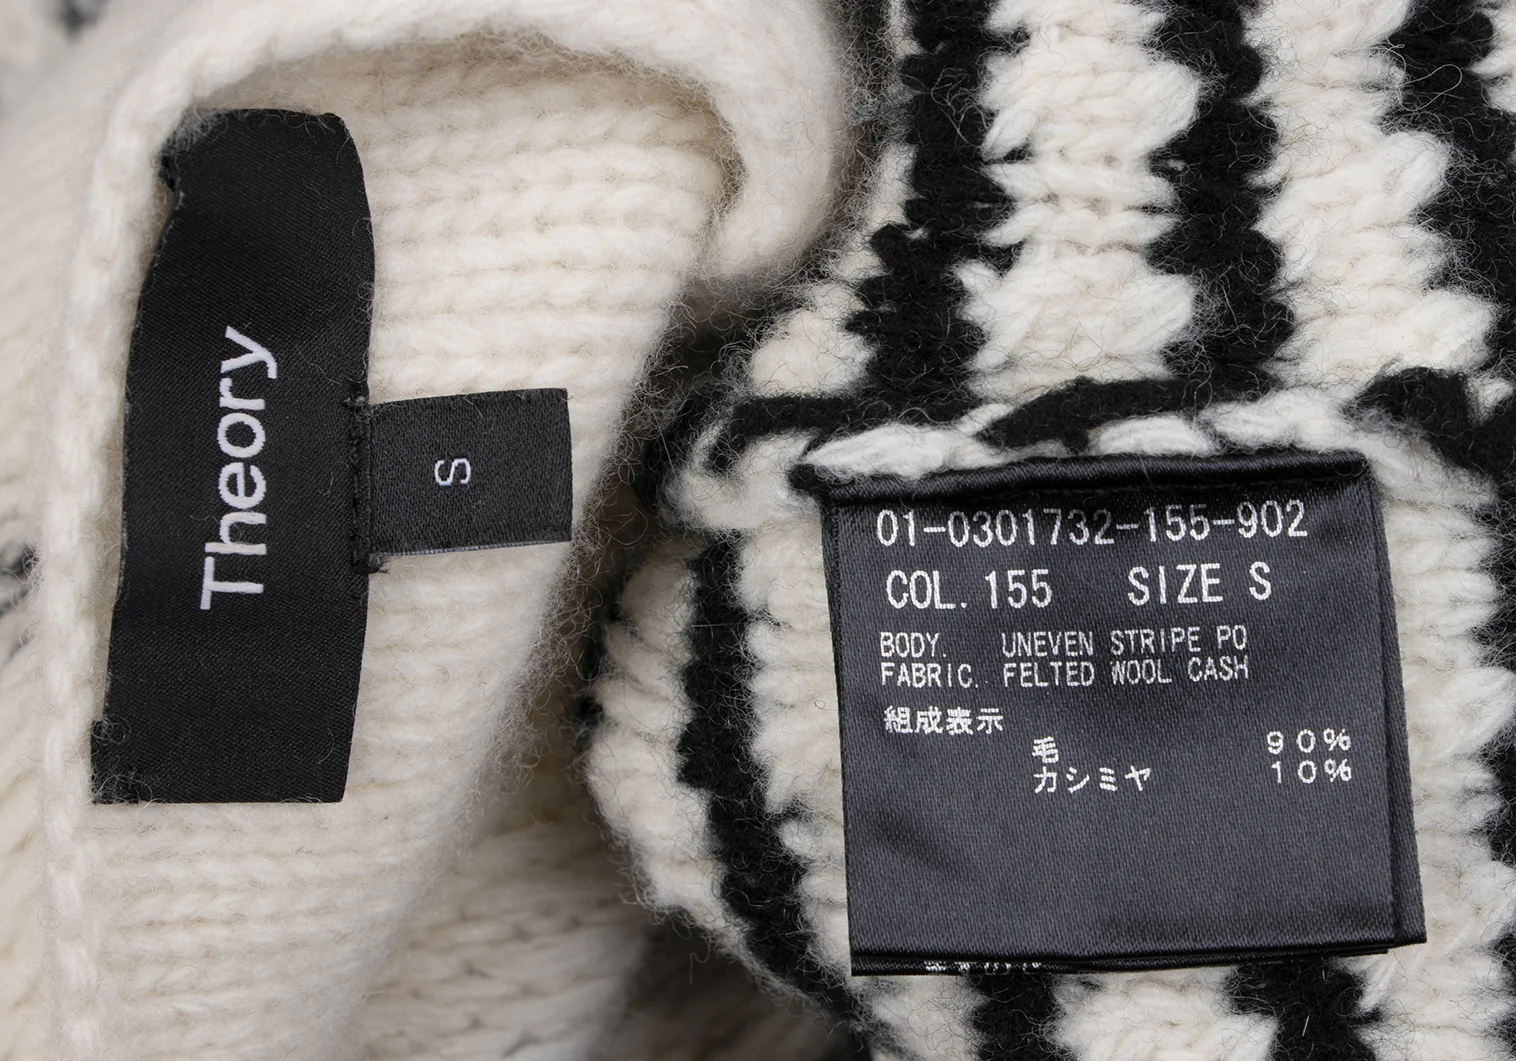 Theory
S
01-0301732-155-902
COL. 155 SIZE S
BODY. UNEVEN STRIPE PO
FABRIC. FELTED WOOL CASH
組成表示
毛 90%
カシミヤ 10%